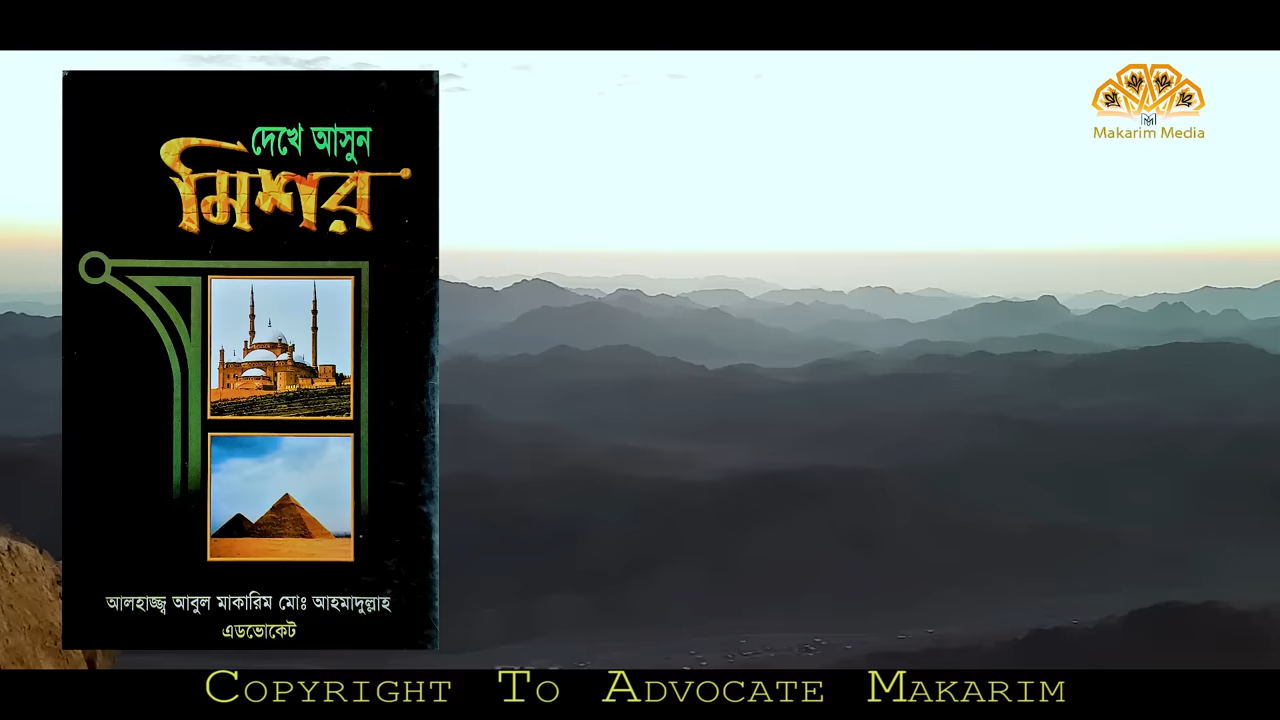 দেখে আসুন
মিশর
আলহাজ্জ্ব আবুল মাকারিম মোঃ আহমাদুল্লাহ
এডভোকেট
Makarim Media
COPYRIGHT TO ADVOCATE MAKARIM